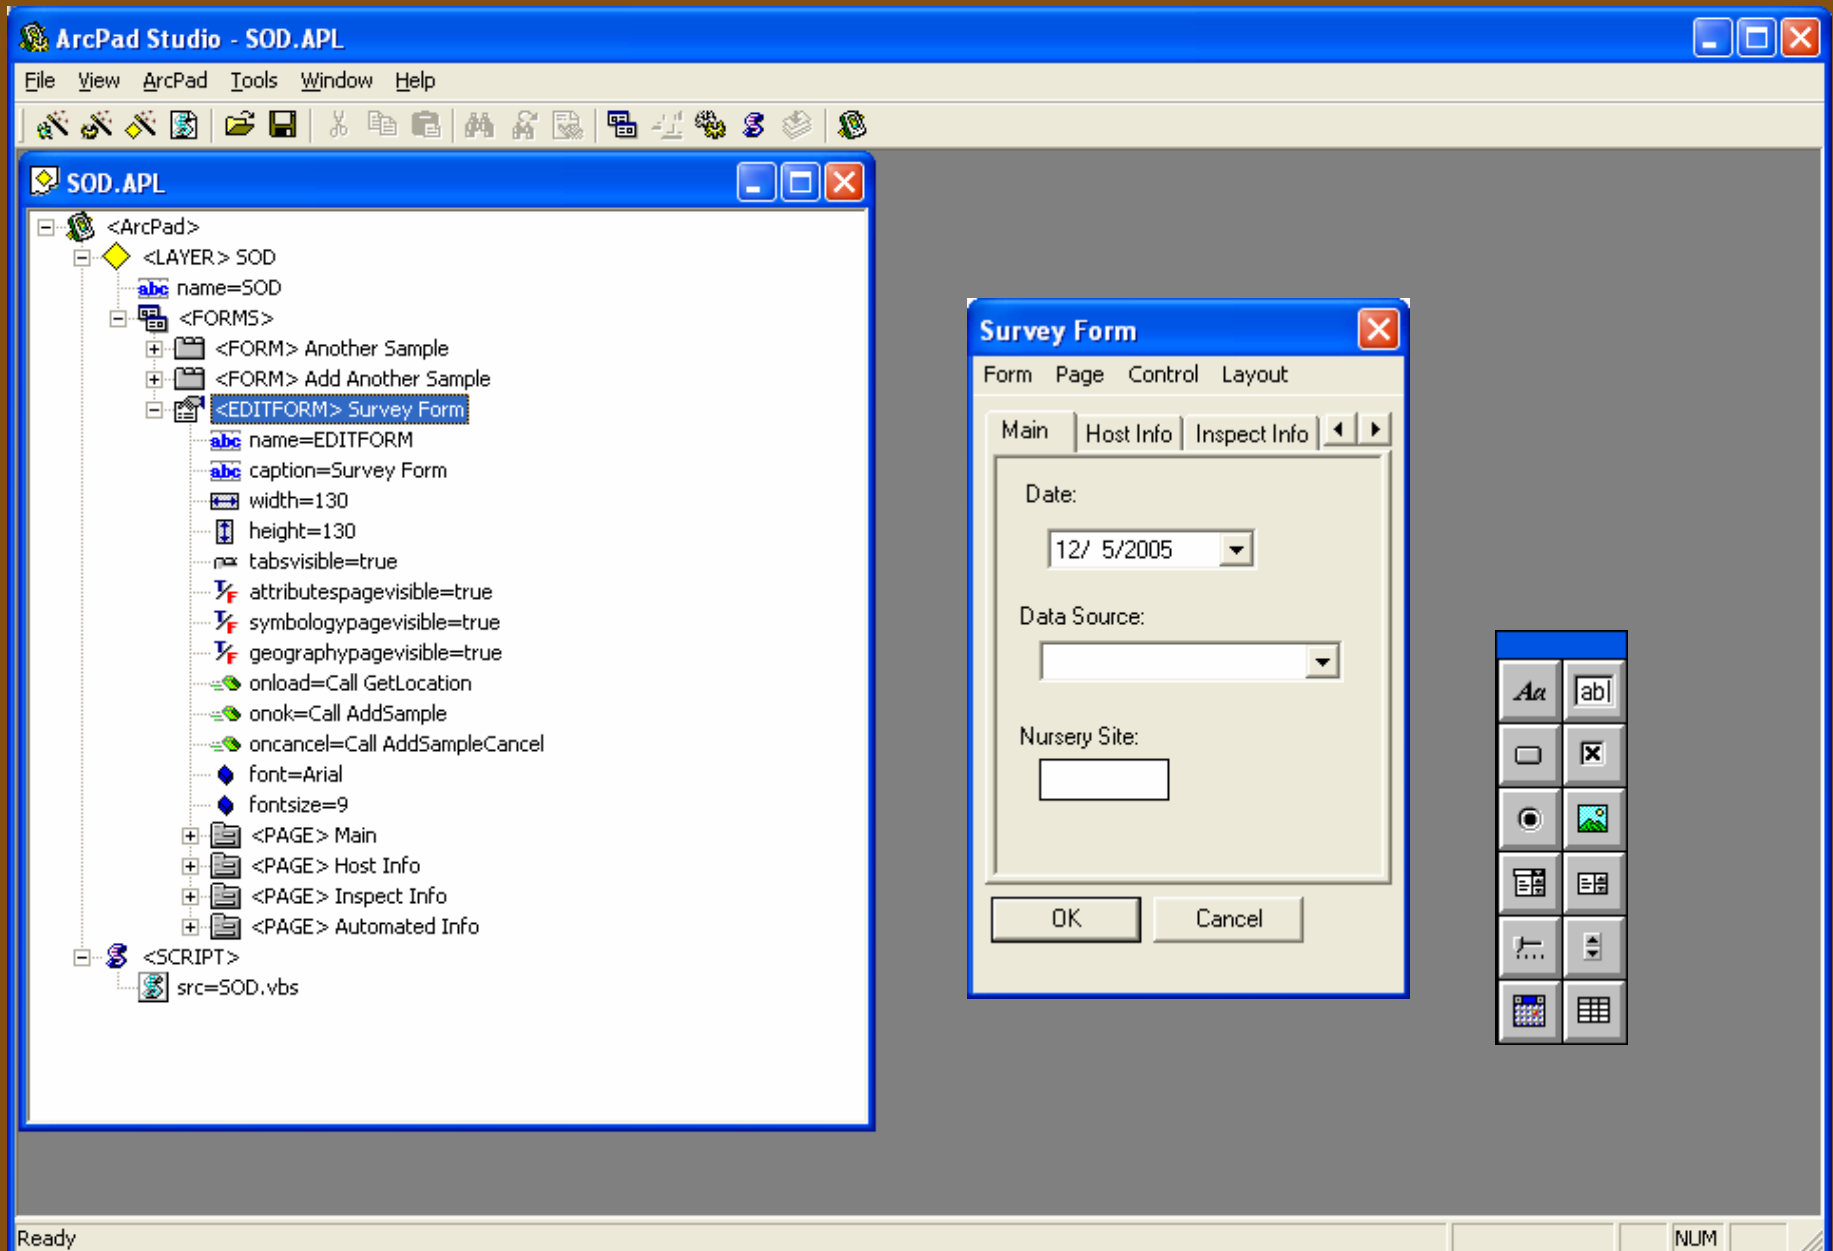 ArcPad Studio - SOD.APL
File View ArcPad Tools Window Help
SOD.APL
<ArcPad>
<LAYER> SOD
abc name=SOD
<FORMS>
<FORM> Another Sample
<FORM> Add Another Sample
<EDITFORM> Survey Form
abc name=EDITFORM
abc caption=Survey Form
width=130
height=130
tabsvisible=true
T/F attributespagevisible=true
T/F symbologypagevisible=true
T/F geographypagevisible=true
onload=Call GetLocation
onok=Call AddSample
oncancel=Call AddSampleCancel
font=Arial
fontsize=9
<PAGE> Main
<PAGE> Host Info
<PAGE> Inspect Info
<PAGE> Automated Info
<SCRIPT>
src=SOD.vbs
Survey Form
Form Page Control Layout
Main Host Info Inspect Info
Date:
12/ 5/2005
Data Source:
Nursery Site:
OK Cancel
Aa ab|
Ready NUM